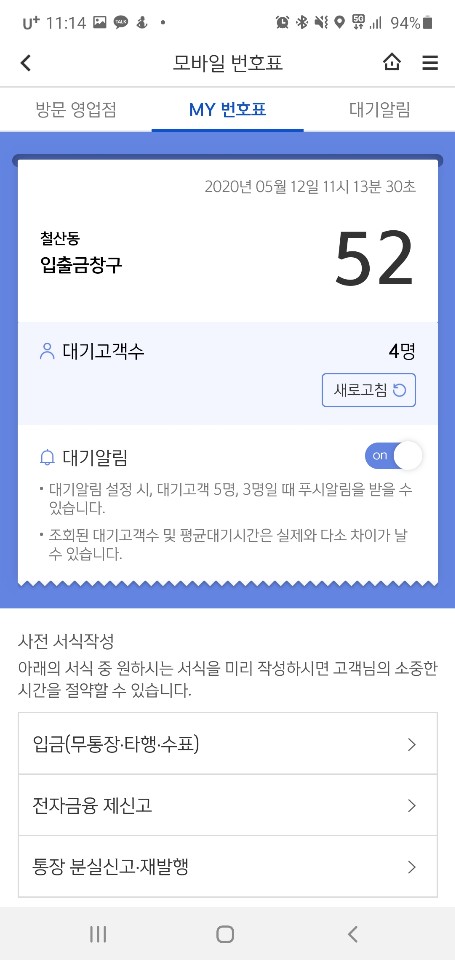 U+ 11:14 TALK 5G 94%
모바일 번호표
방문 영업점 MY 번호표 대기알림
2020년 05월 12일 11시 13분 30초
철산동
입출금창구
52
대기고객수 4명
새로고침
대기알림 on
• 대기알림 설정 시, 대기고객 5명, 3명일 때 푸시알림을 받을 수
있습니다.
• 조회된 대기고객수 및 평균대기시간은 실제와 다소 차이가 날
수 있습니다.
사전 서식작성
아래의 서식 중 원하시는 서식을 미리 작성하시면 고객님의 소중한
시간을 절약할 수 있습니다.
입금(무통장·타행·수표)
전자금융 제신고
통장 분실신고·재발행